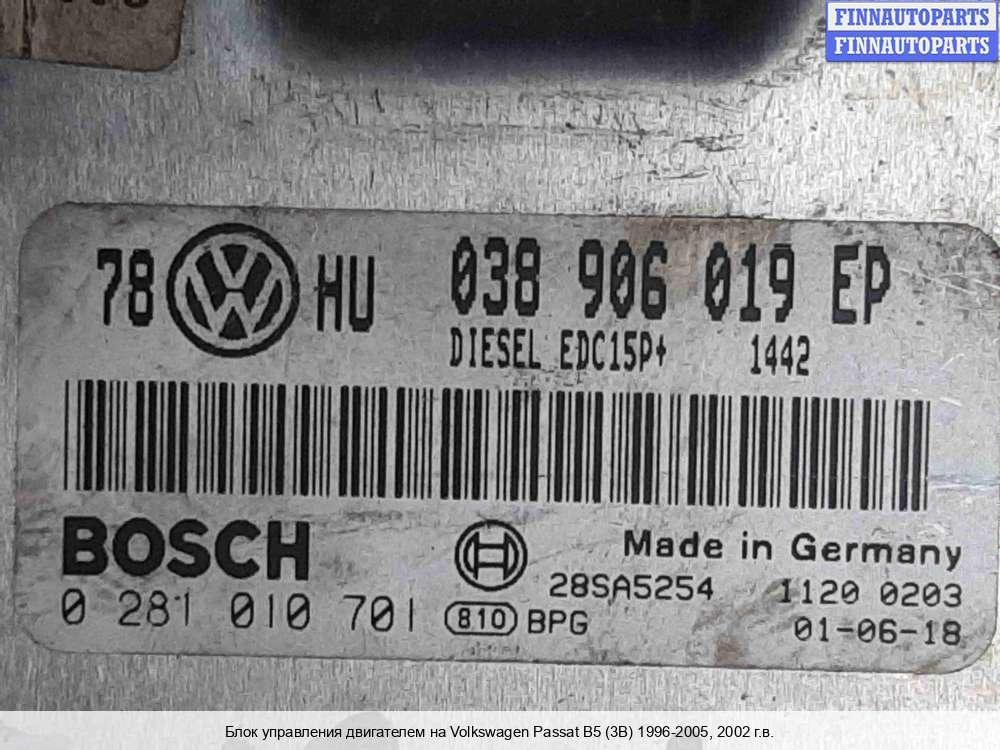 FINNAUTOPARTS
FINNAUTOPARTS
78 HU 038 906 019 EP
DIESEL EDC15P+ 1442
BOSCH
Made in Germany
28SA5254 1120 0203
0 281 010 701 810 BPG 01-06-18
Блок управления двигателем на Volkswagen Passat B5 (3B) 1996-2005, 2002 г.в.